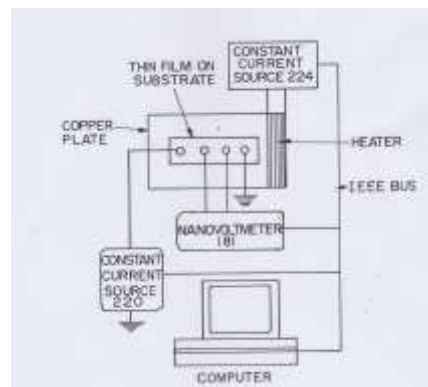 CONSTANT
CURRENT
SOURCE 224
THIN FILM ON
SUBSTRATE
COPPER
PLATE
HEATER
IEEE BUS
NANOVOLTMETER
181
CONSTANT
CURRENT
SOURCE
220
COMPUTER